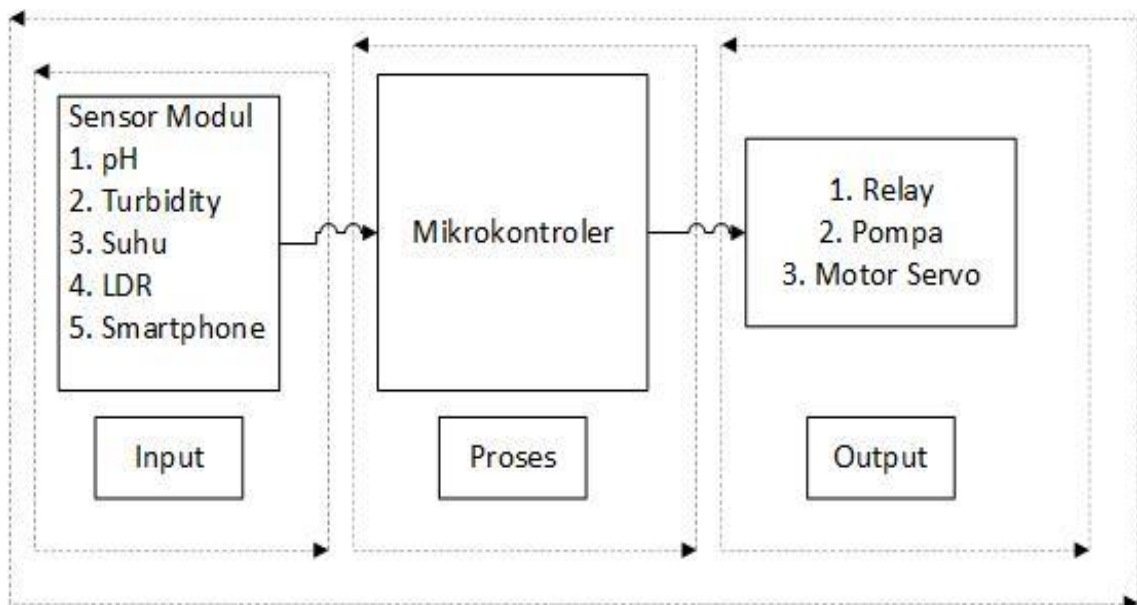 Sensor Modul
1. pH
2. Turbidity
3. Suhu
4. LDR
5. Smartphone
Mikrokontroler
1. Relay
2. Pompa
3. Motor Servo
Input
Proses
Output